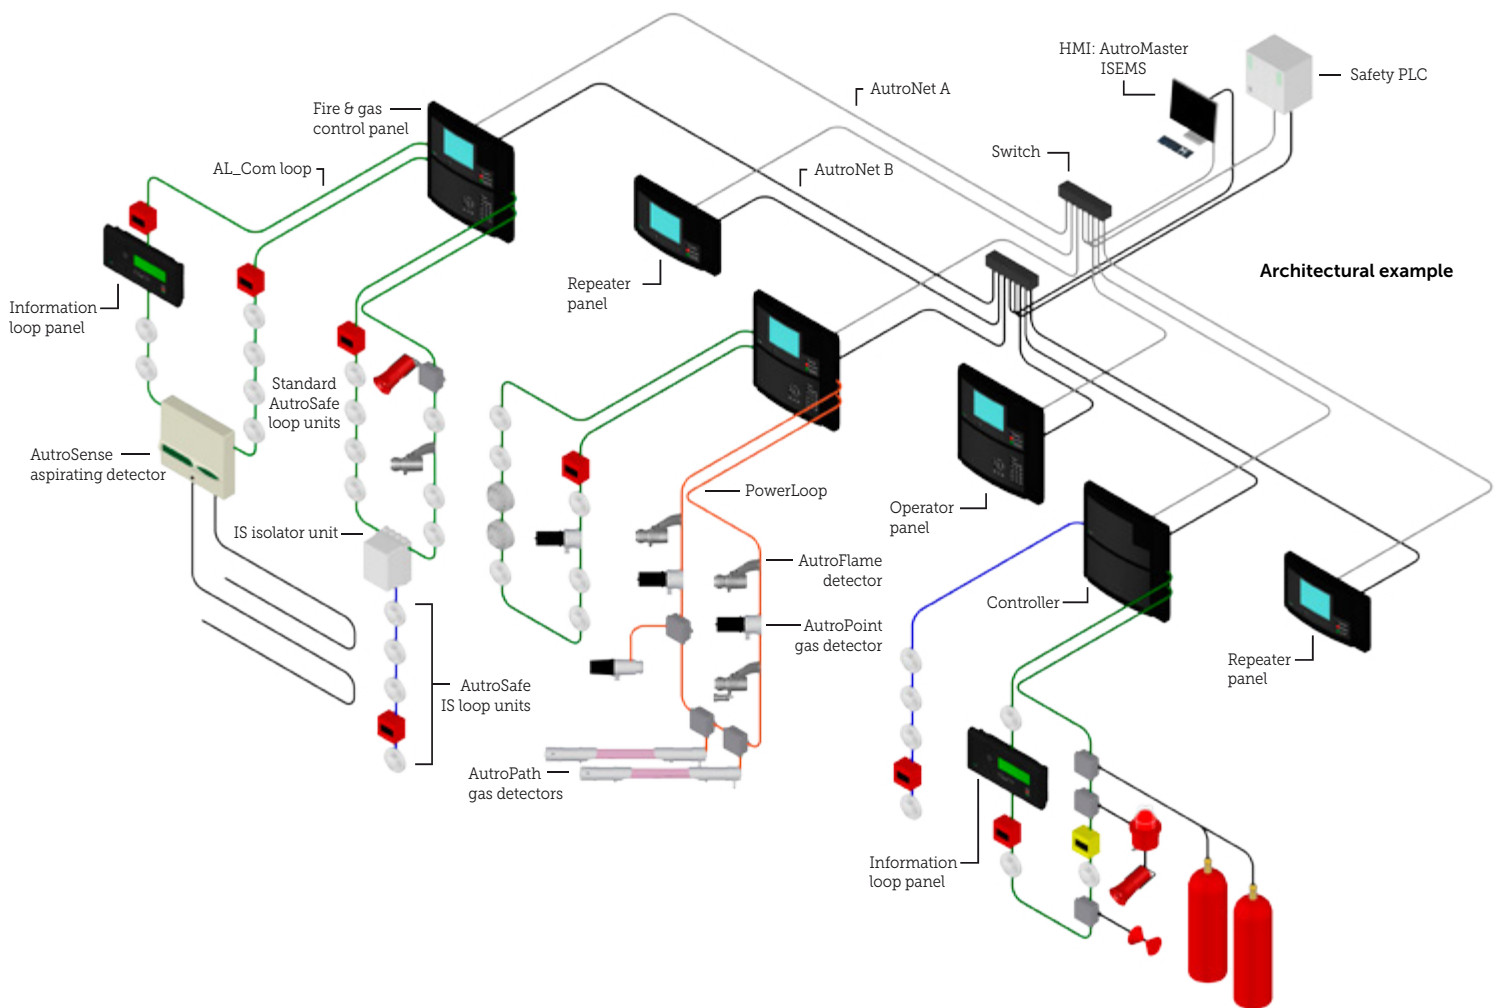 HMI: AutroMaster
ISEMS
Safety PLC
AutroNet A
Fire & gas
control panel
Switch
AL_Com loop
AutroNet B
Architectural example
Repeater
panel
Information
loop panel
Standard
AutroSafe
loop units
AutroSense
aspirating detector
PowerLoop
Operator
panel
IS isolator unit
AutroFlame
detector
Controller
AutroPoint
gas detector
Repeater
panel
AutroSafe
IS loop units
AutroPath
gas detectors
Information
loop panel